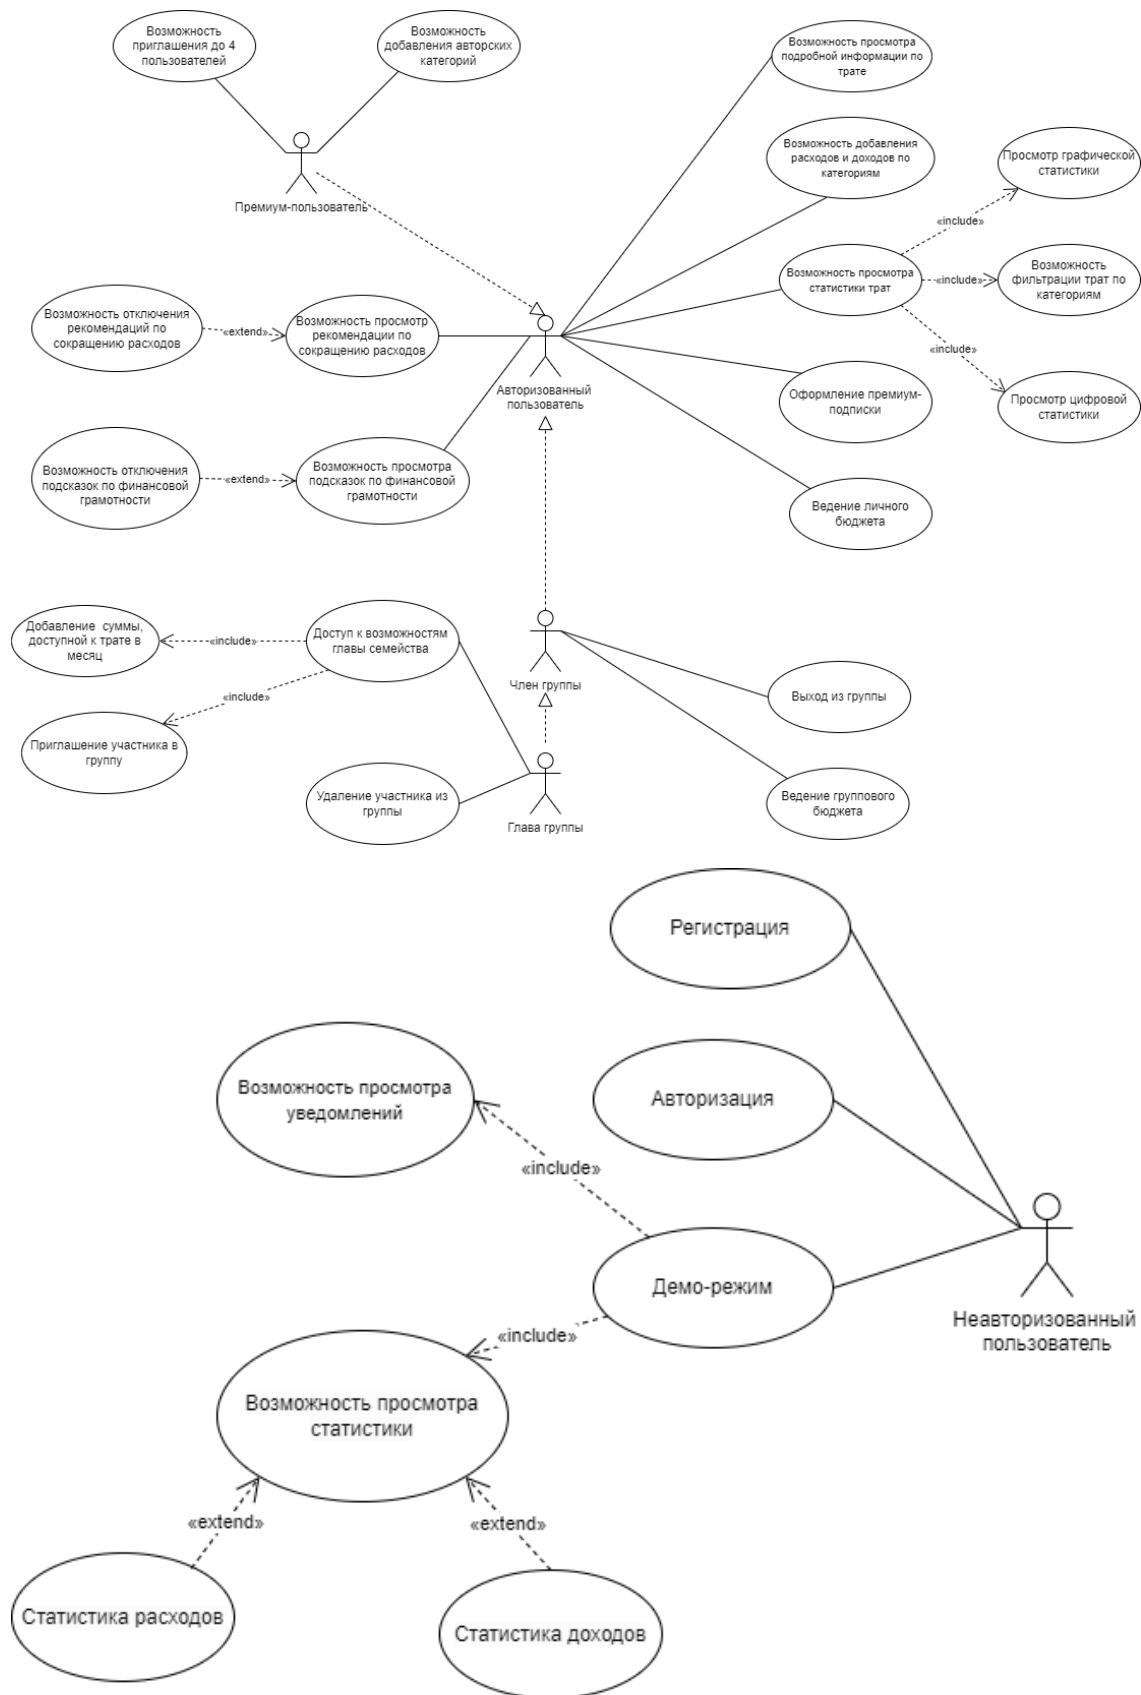 Возможность
приглашения до 4
пользователей
Возможность
добавления авторских
категорий
Возможность просмотра
подробной информации по
трате
Премиум-пользователь
Возможность добавления
расходов и доходов по
категориям
Просмотр графической
статистики
«include»
Возможность просмотра
статистики трат
«include»
Возможность
фильтрации трат по
категориям
«include»
Просмотр цифровой
статистики
Возможность отключения
рекомендаций по
сокращению расходов
«extend»
Возможность просмотр
рекомендации по
сокращению расходов
Авторизованный
пользователь
Оформление премиум-
подписки
Возможность отключения
подсказок по финансовой
грамотности
«extend»
Возможность просмотра
подсказок по финансовой
грамотности
Ведение личного
бюджета
Добавление суммы,
доступной к трате в
месяц
«include»
Доступ к возможностям
главы семейства
«include»
Приглашение участника в
группу
Член группы
Выход из группы
Удаление участника из
группы
Глава группы
Ведение группового
бюджета
Регистрация
Возможность просмотра
уведомлений
Авторизация
«include»
Демо-режим
Неавторизованный
пользователь
«include»
Возможность просмотра
статистики
«extend»
«extend»
Статистика расходов
Статистика доходов